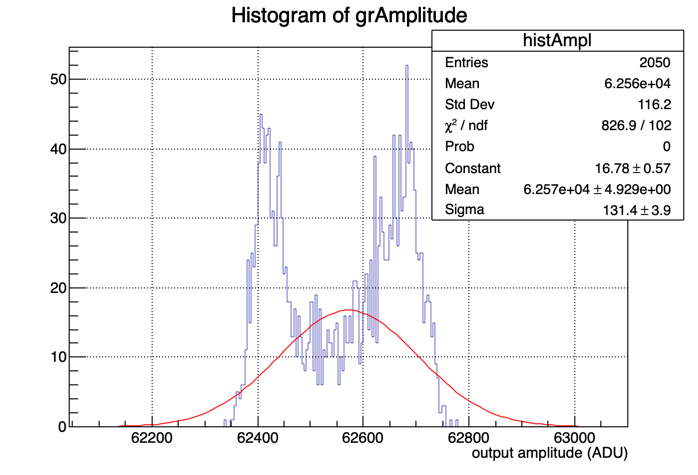 Histogram of grAmplitude
histAmpl
Entries 2050
Mean 6.256e+04
Std Dev 116.2
χ² / ndf 826.9 / 102
Prob 0
Constant 16.78 ± 0.57
Mean 6.257e+04 ± 4.929e+00
Sigma 131.4 ± 3.9
50
40
30
20
10
0
62200 62400 62600 62800 63000
output amplitude (ADU)